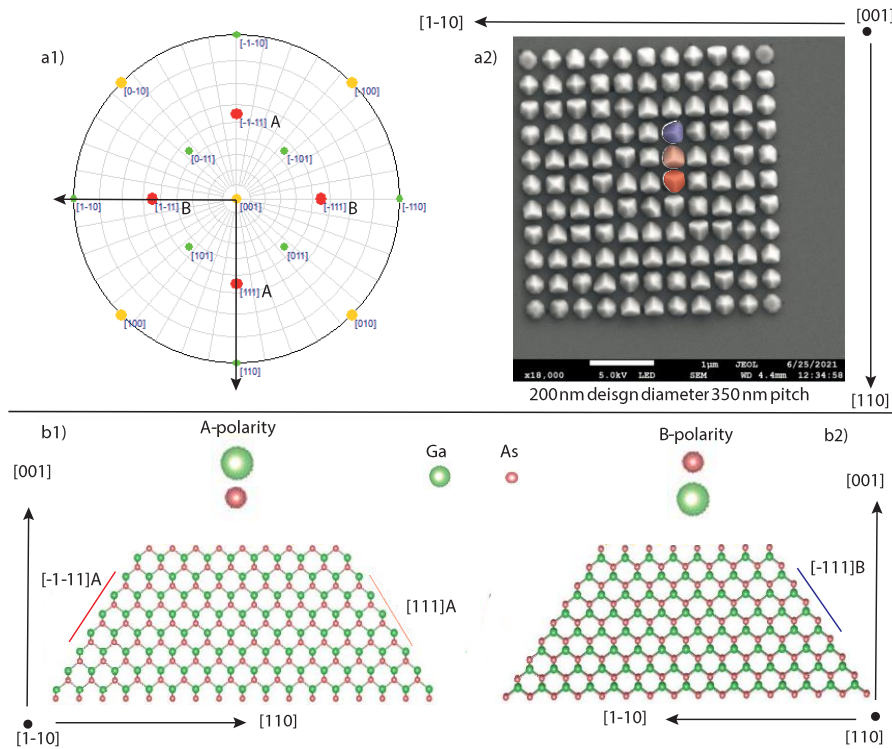 [1-10]
[001]
a1)
[-1-10]
a2)
[0-10]
[-100]
[-1-11]
A
[0-11]
[-101]
[1-10]
[1-11]
B
[001]
[-111]
B
[-110]
[101]
[011]
[111]
A
[100]
[010]
[110]
1μm JEOL 6/25/2021
x18,000 5.0kV LED SEM WD 4.4mm 12:34:58
200 nm deisgn diameter 350 nm pitch
[110]
b1)
A-polarity
Ga
As
B-polarity
b2)
[001]
[001]
[-1-11]A
[111]A
[-111]B
[110]
[1-10]
[1-10]
[110]